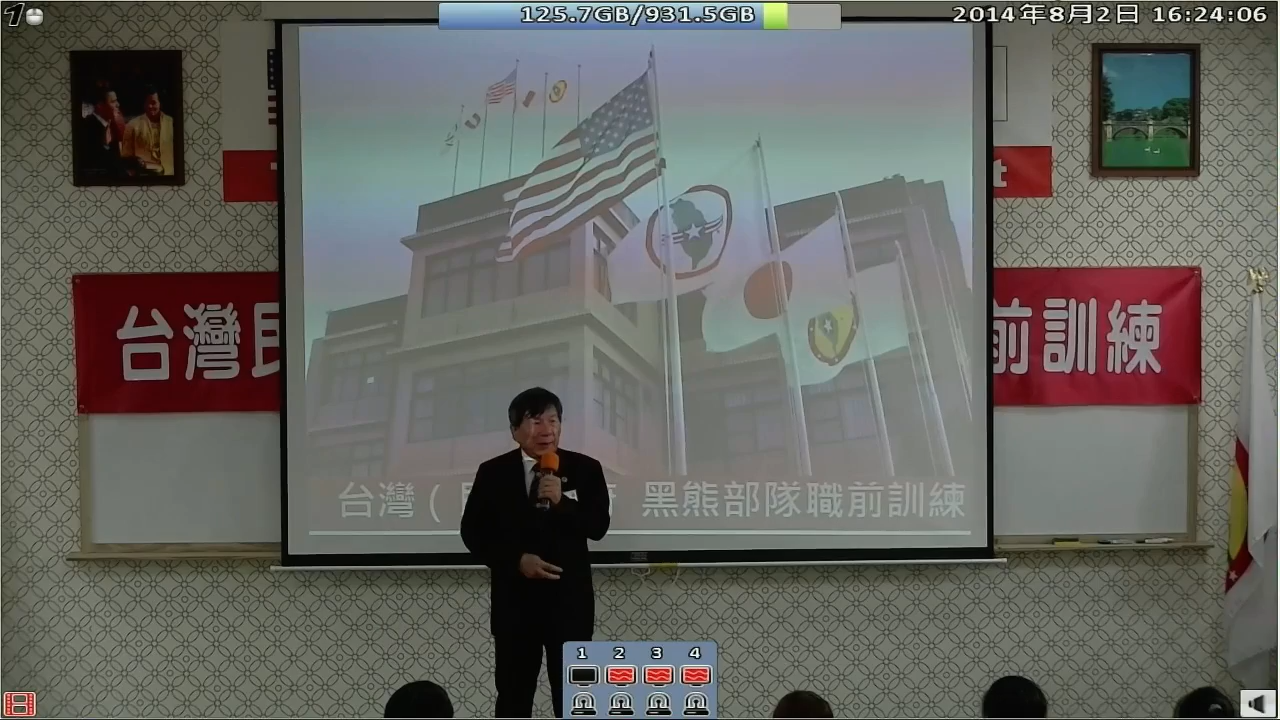 1
125.7GB/931.5GB
2014年8月2日 16:24:06
t
台灣民
前訓練
台灣(
黑熊部隊職前訓練
1 2 3 4